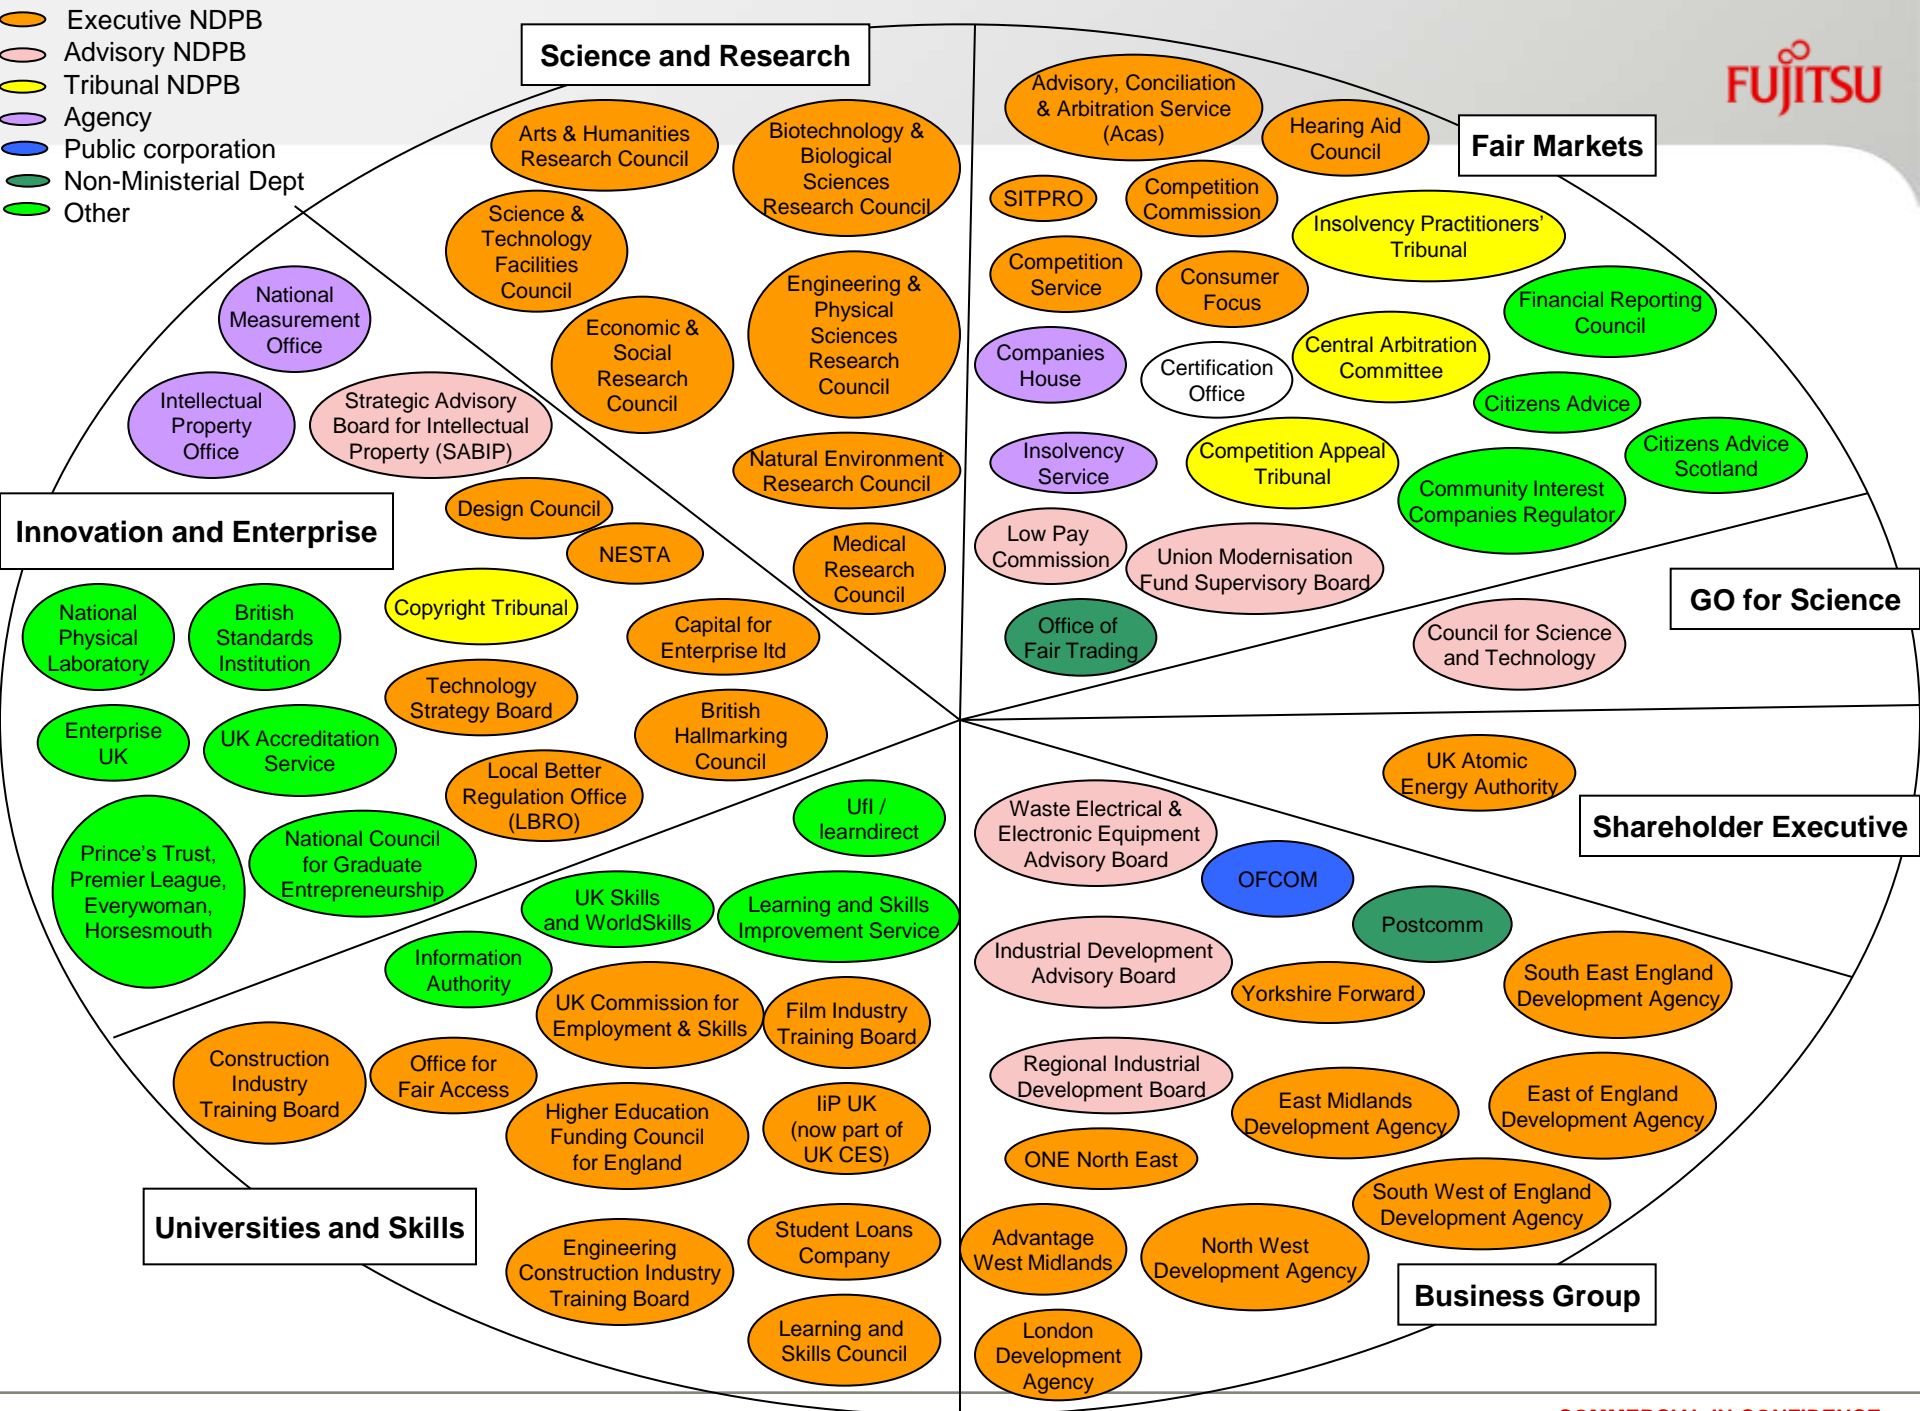 Executive NDPB
Advisory NDPB
Tribunal NDPB
Agency
Public corporation
Non-Ministerial Dept
Other
FUJITSU
Science and Research
Arts & Humanities
Research Council
Biotechnology &
Biological
Sciences
Research Council
Science &
Technology
Facilities
Council
Economic &
Social
Research
Council
Engineering &
Physical
Sciences
Research
Council
Natural Environment
Research Council
Medical
Research
Council
Fair Markets
Advisory, Conciliation
& Arbitration Service
(Acas)
Hearing Aid
Council
SITPRO
Competition
Commission
Insolvency Practitioners’
Tribunal
Competition
Service
Consumer
Focus
Financial Reporting
Council
Companies
House
Certification
Office
Central Arbitration
Committee
Citizens Advice
Citizens Advice
Scotland
Insolvency
Service
Competition Appeal
Tribunal
Community Interest
Companies Regulator
Low Pay
Commission
Union Modernisation
Fund Supervisory Board
Office of
Fair Trading
GO for Science
Council for Science
and Technology
Shareholder Executive
UK Atomic
Energy Authority
Innovation and Enterprise
National
Measurement
Office
Intellectual
Property
Office
Strategic Advisory
Board for Intellectual
Property (SABIP)
Design Council
NESTA
National
Physical
Laboratory
British
Standards
Institution
Copyright Tribunal
Capital for
Enterprise ltd
Technology
Strategy Board
British
Hallmarking
Council
Enterprise
UK
UK Accreditation
Service
Local Better
Regulation Office
(LBRO)
Prince’s Trust,
Premier League,
Everywoman,
Horsesmouth
National Council
for Graduate
Entrepreneurship
Universities and Skills
UfI /
learndirect
UK Skills
and WorldSkills
Learning and Skills
Improvement Service
Information
Authority
UK Commission for
Employment & Skills
Film Industry
Training Board
Construction
Industry
Training Board
Office for
Fair Access
Higher Education
Funding Council
for England
IiP UK
(now part of
UK CES)
Engineering
Construction Industry
Training Board
Student Loans
Company
Learning and
Skills Council
Business Group
Waste Electrical &
Electronic Equipment
Advisory Board
OFCOM
Postcomm
Industrial Development
Advisory Board
Yorkshire Forward
South East England
Development Agency
Regional Industrial
Development Board
East Midlands
Development Agency
East of England
Development Agency
ONE North East
South West of England
Development Agency
Advantage
West Midlands
North West
Development Agency
London
Development
Agency
COMMERCIAL IN CONFIDENCE